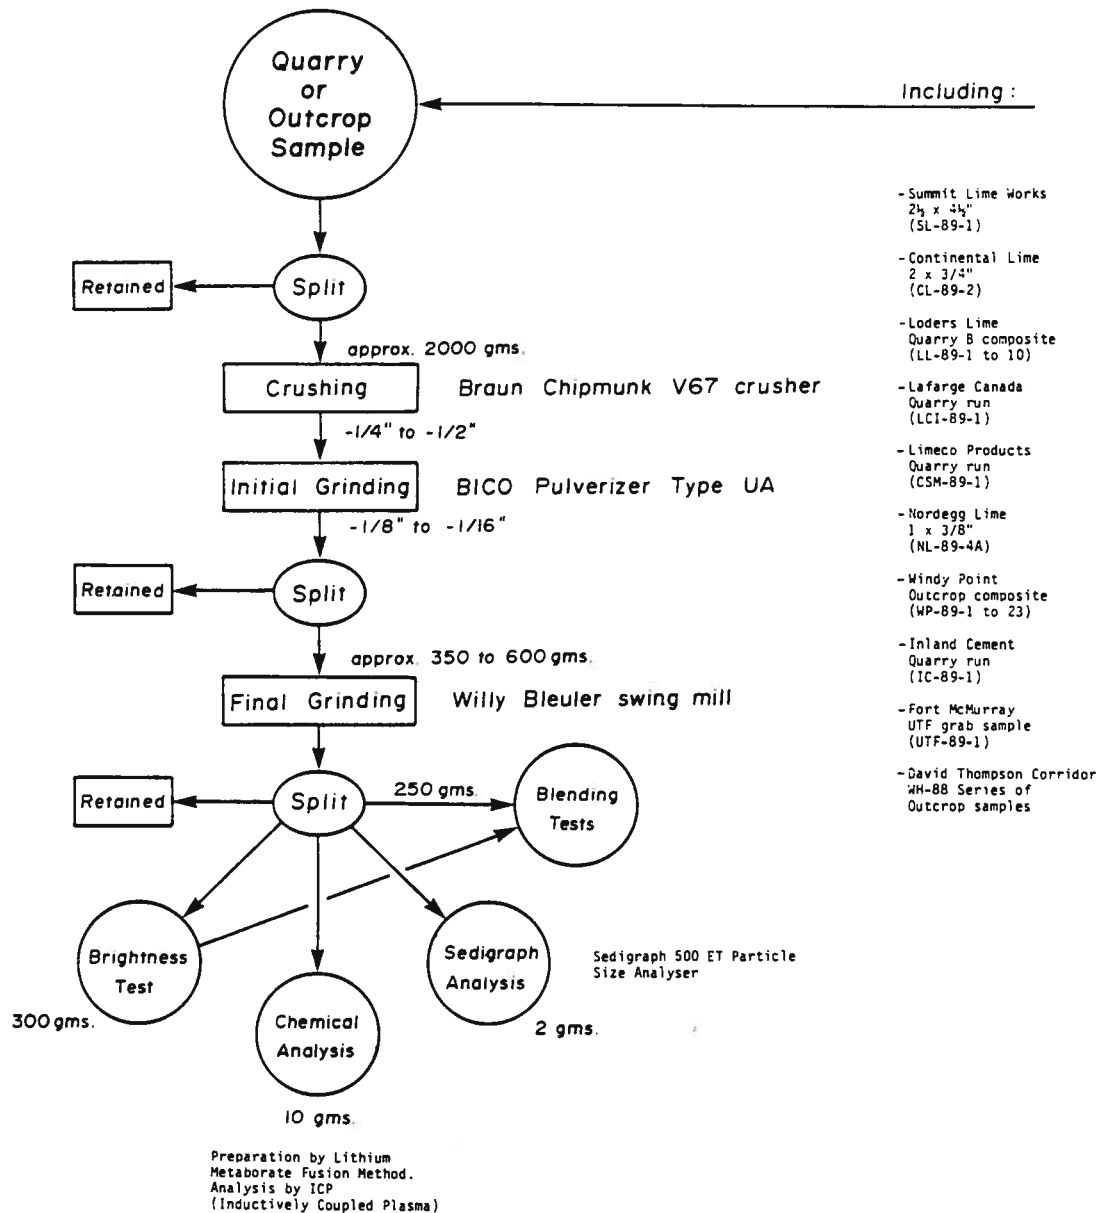 Quarry
or
Outcrop
Sample
Including :
-Summit Lime Works
2½ x 4½"
(SL-89-1)
-Continental Lime
2 x 3/4"
(CL-89-2)
-Loders Lime
Quarry B composite
(LL-89-1 to 10)
-Lafarge Canada
Quarry run
(LCI-89-1)
-Limeco Products
Quarry run
(CSM-89-1)
-Nordegg Lime
1 x 3/8"
(NL-89-4A)
-Windy Point
Outcrop composite
(WP-89-1 to 23)
-Inland Cement
Quarry run
(IC-89-1)
-Fort McMurray
UTF grab sample
(UTF-89-1)
-David Thompson Corridor
WH-88 Series of
Outcrop samples
Retained
Split
approx. 2000 gms.
Crushing
Braun Chipmunk V67 crusher
-1/4" to -1/2"
Initial Grinding
BICO Pulverizer Type UA
-1/8" to -1/16"
Retained
Split
approx. 350 to 600 gms.
Final Grinding
Willy Bleuler swing mill
Retained
Split
250 gms.
Blending
Tests
Brightness
Test
300 gms.
Chemical
Analysis
10 gms.
Preparation by Lithium
Metaborate Fusion Method.
Analysis by ICP
(Inductively Coupled Plasma)
Sedigraph
Analysis
2 gms.
Sedigraph 500 ET Particle
Size Analyser